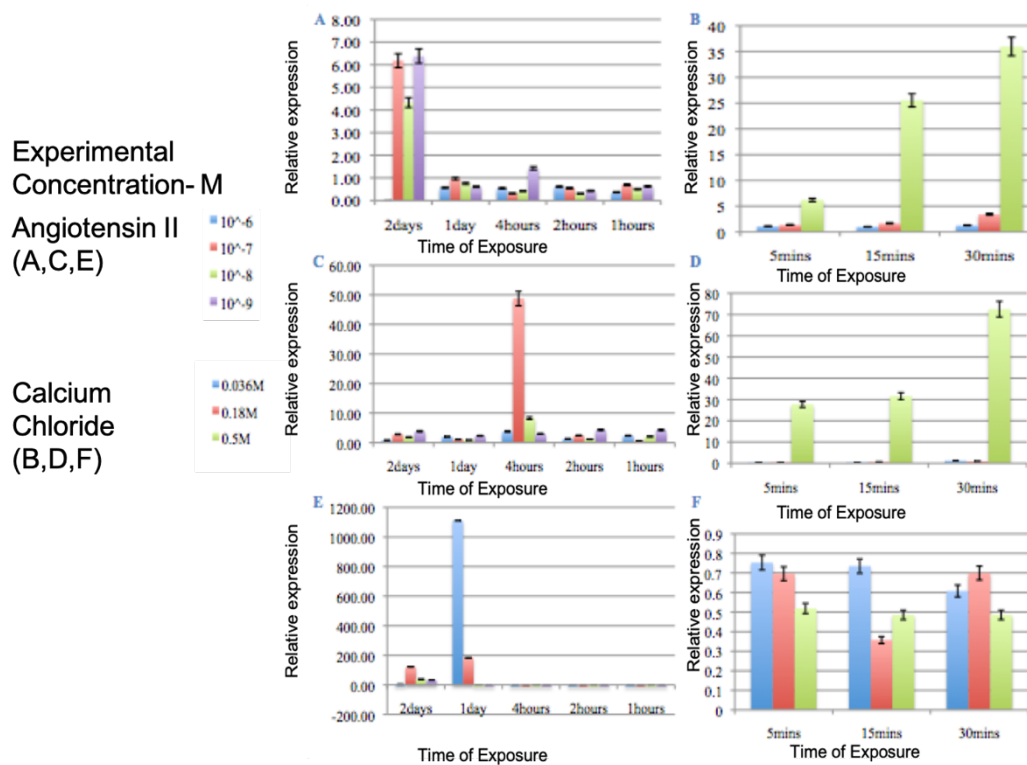 Experimental
Concentration- M
Angiotensin II
(A,C,E)
10^-6
10^-7
10^-8
10^-9
Calcium
Chloride
(B,D,F)
0.036M
0.18M
0.5M
A
Relative expression
8.00
7.00
6.00
5.00
4.00
3.00
2.00
1.00
0.00
2days 1day 4hours 2hours 1hours
Time of Exposure
B
Relative expression
40
35
30
25
20
15
10
5
0
5mins 15mins 30mins
Time of Exposure
C
Relative expression
60.00
50.00
40.00
30.00
20.00
10.00
0.00
2days 1day 4hours 2hours 1hours
Time of Exposure
D
Relative expression
80
70
60
50
40
30
20
10
0
5mins 15mins 30mins
Time of Exposure
E
Relative expression
1200.00
1000.00
800.00
600.00
400.00
200.00
0.00
-200.00
2days 1day 4hours 2hours 1hours
Time of Exposure
F
Relative expression
0.9
0.8
0.7
0.6
0.5
0.4
0.3
0.2
0.1
0
5mins 15mins 30mins
Time of Exposure